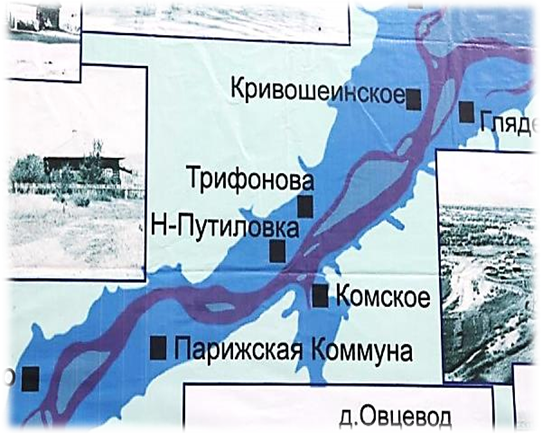 Кривошеинское
Гляде
Трифонова
Н-Путиловка
Комское
Парижская Коммуна
о
д.Овцевод